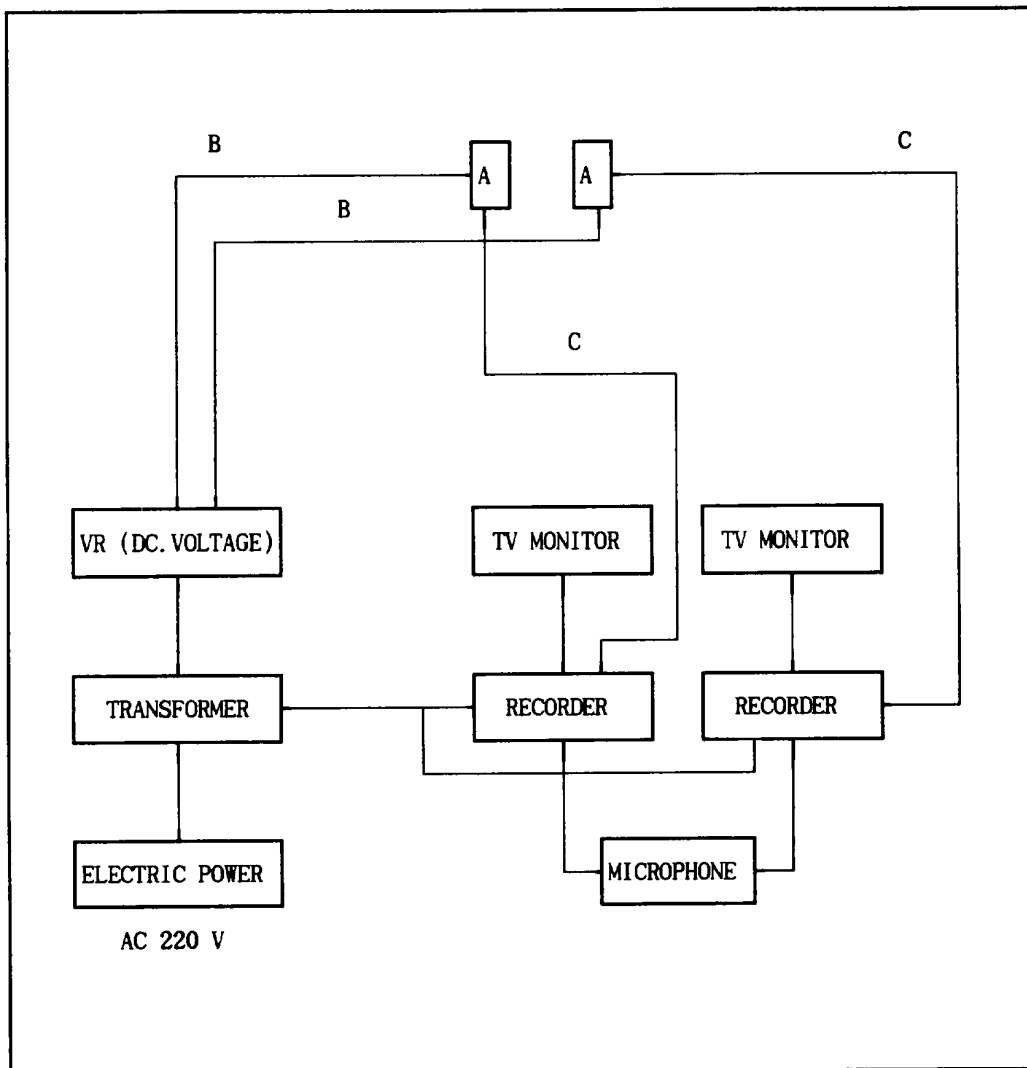 B
A
A
C
B
C
VR (DC.VOLTAGE)
TV MONITOR
TV MONITOR
TRANSFORMER
RECORDER
RECORDER
ELECTRIC POWER
MICROPHONE
AC 220 V